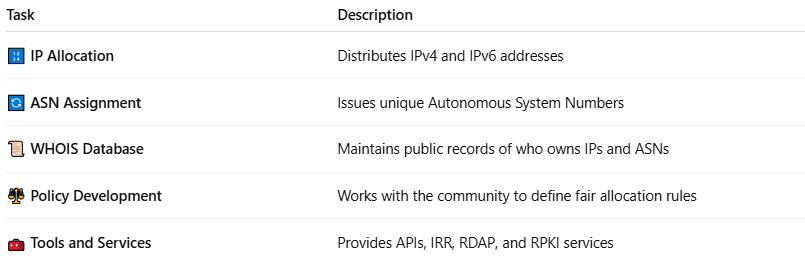 Task Description
🔢 IP Allocation Distributes IPv4 and IPv6 addresses
🔄 ASN Assignment Issues unique Autonomous System Numbers
📜 WHOIS Database Maintains public records of who owns IPs and ASNs
⚖️ Policy Development Works with the community to define fair allocation rules
🧰 Tools and Services Provides APIs, IRR, RDAP, and RPKI services